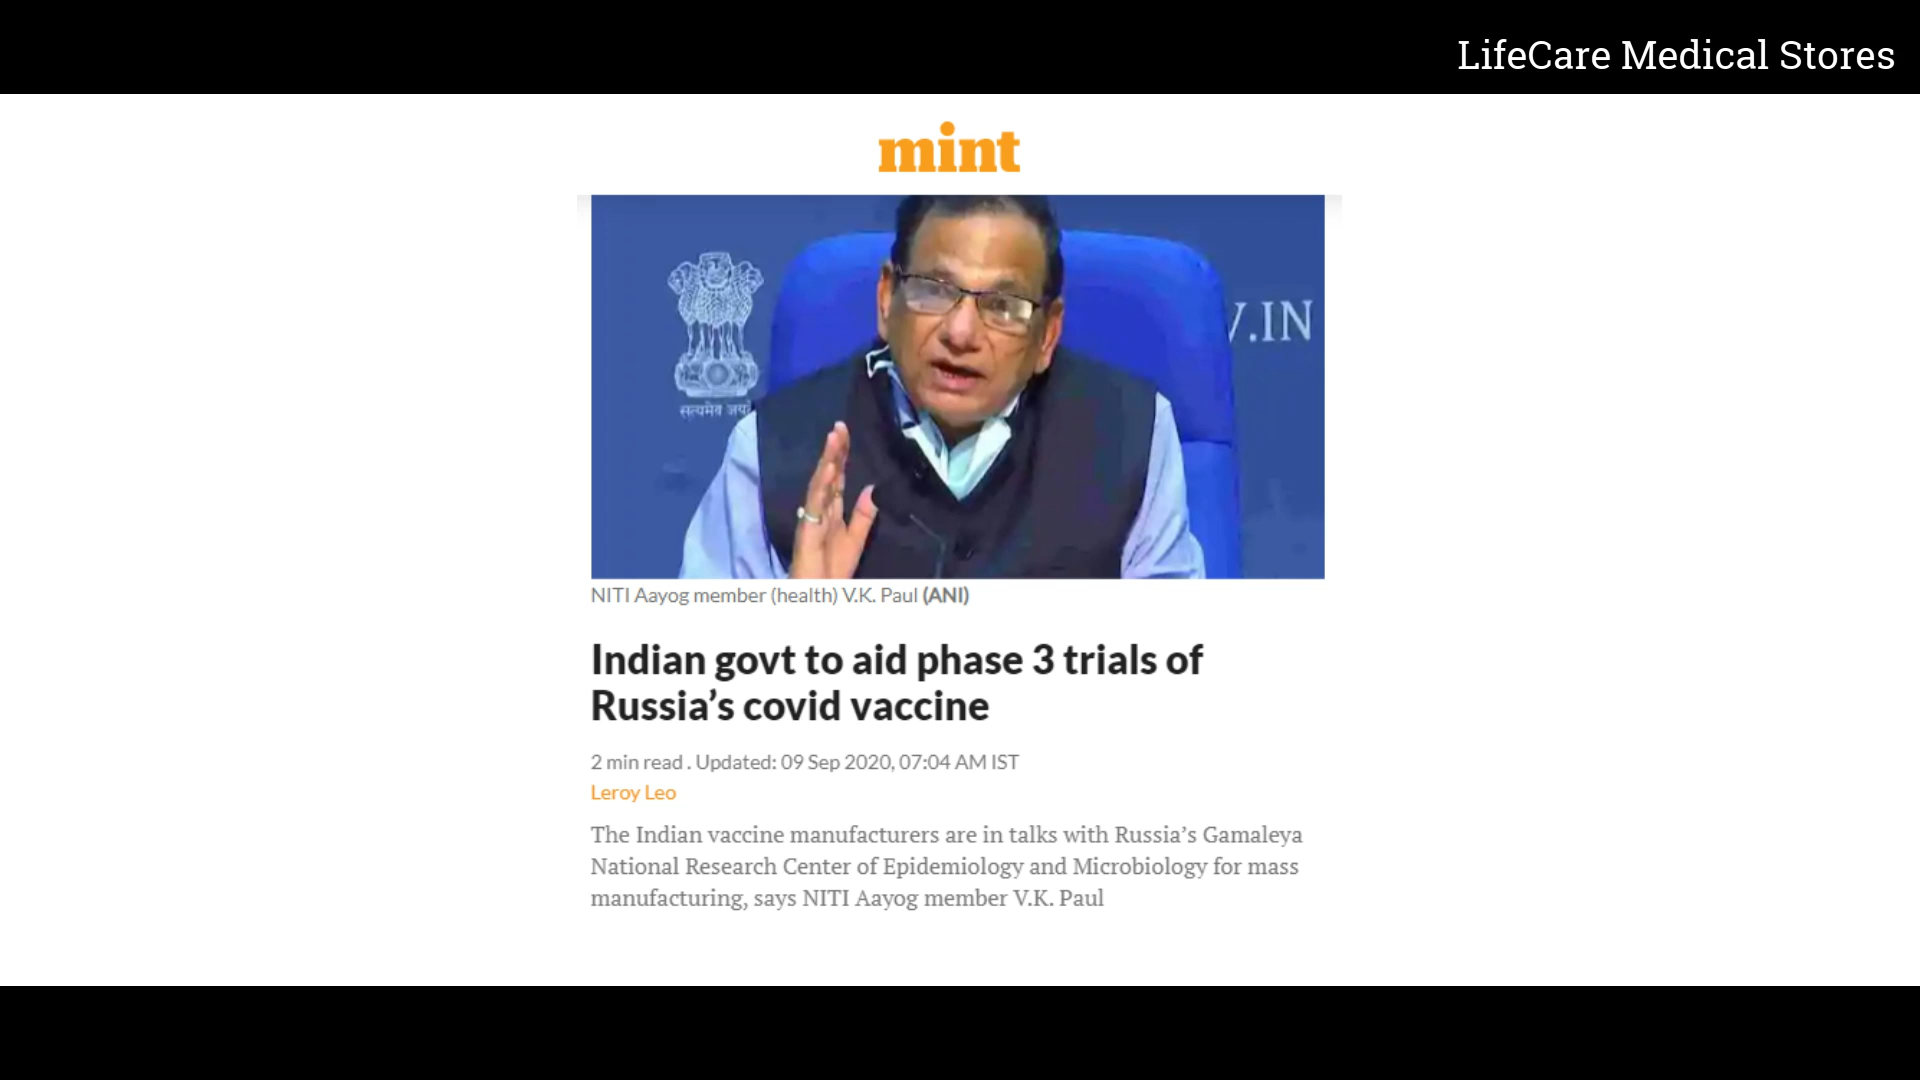 LifeCare Medical Stores
mint
V.IN
सत्यमेव जय
NITI Aayog member (health) V.K. Paul (ANI)
Indian govt to aid phase 3 trials of
Russia’s covid vaccine
2 min read . Updated: 09 Sep 2020, 07:04 AM IST
Leroy Leo
The Indian vaccine manufacturers are in talks with Russia’s Gamaleya
National Research Center of Epidemiology and Microbiology for mass
manufacturing, says NITI Aayog member V.K. Paul